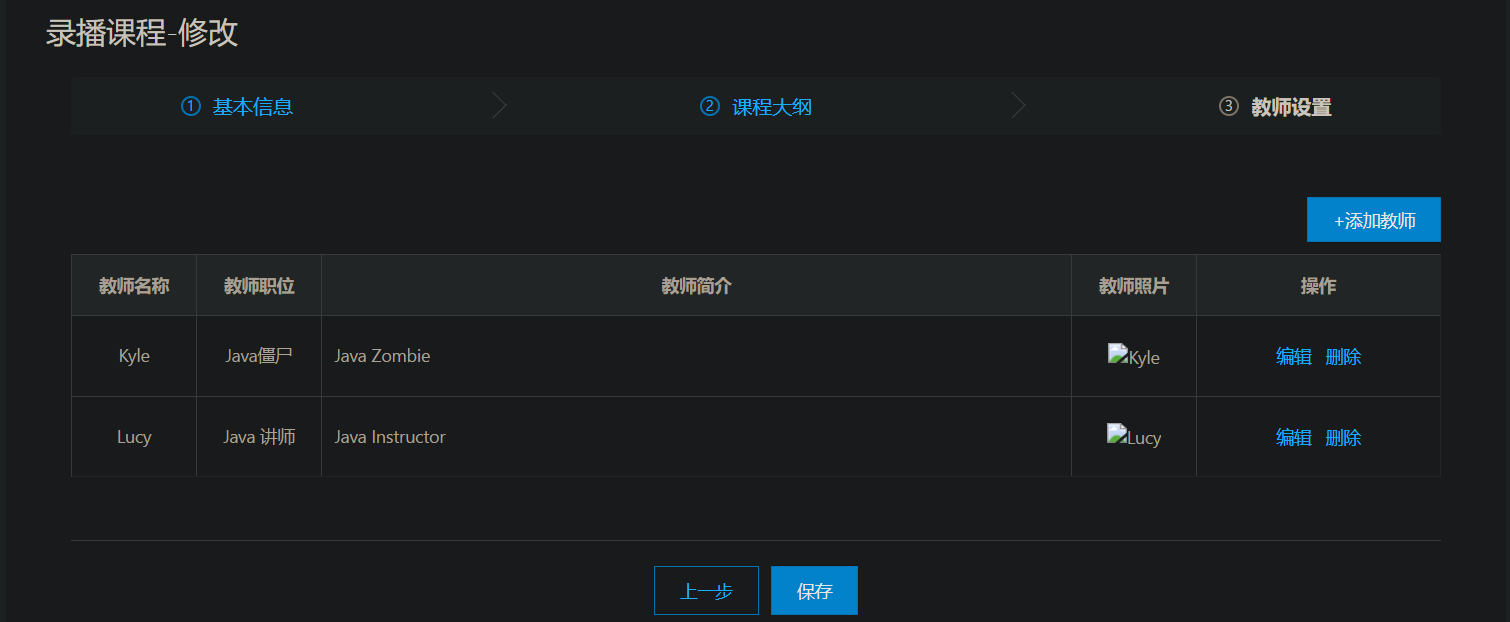 录播课程-修改
① 基本信息
② 课程大纲
③ 教师设置
+添加教师
教师名称 教师职位 教师简介 教师照片 操作
Kyle Java僵尸 Java Zombie Kyle 编辑 删除
Lucy Java 讲师 Java Instructor Lucy 编辑 删除
上一步 保存